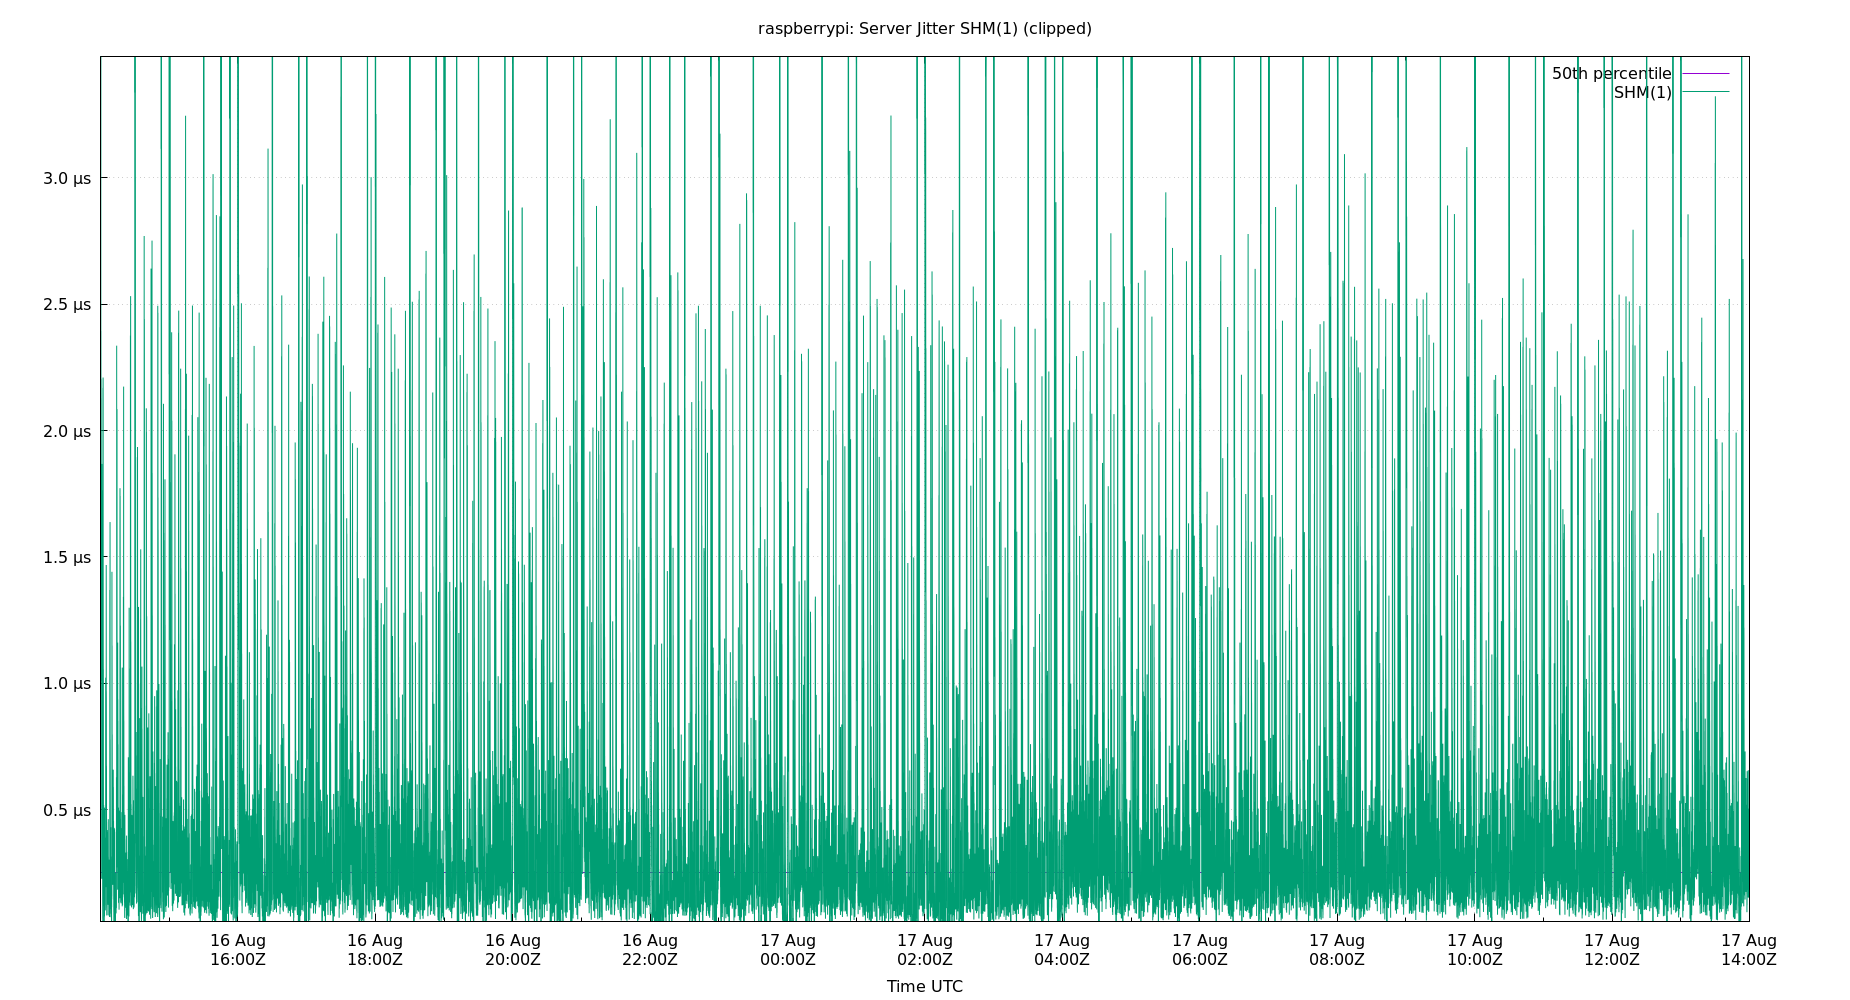 raspberrypi: Server Jitter SHM(1) (clipped)
50th percentile
SHM(1)
3.0 µs
2.5 µs
2.0 µs
1.5 µs
1.0 µs
0.5 µs
16 Aug 16 Aug 16 Aug 16 Aug 17 Aug 17 Aug 17 Aug 17 Aug 17 Aug 17 Aug 17 Aug 17 Aug
16:00Z 18:00Z 20:00Z 22:00Z 00:00Z 02:00Z 04:00Z 06:00Z 08:00Z 10:00Z 12:00Z 14:00Z
Time UTC